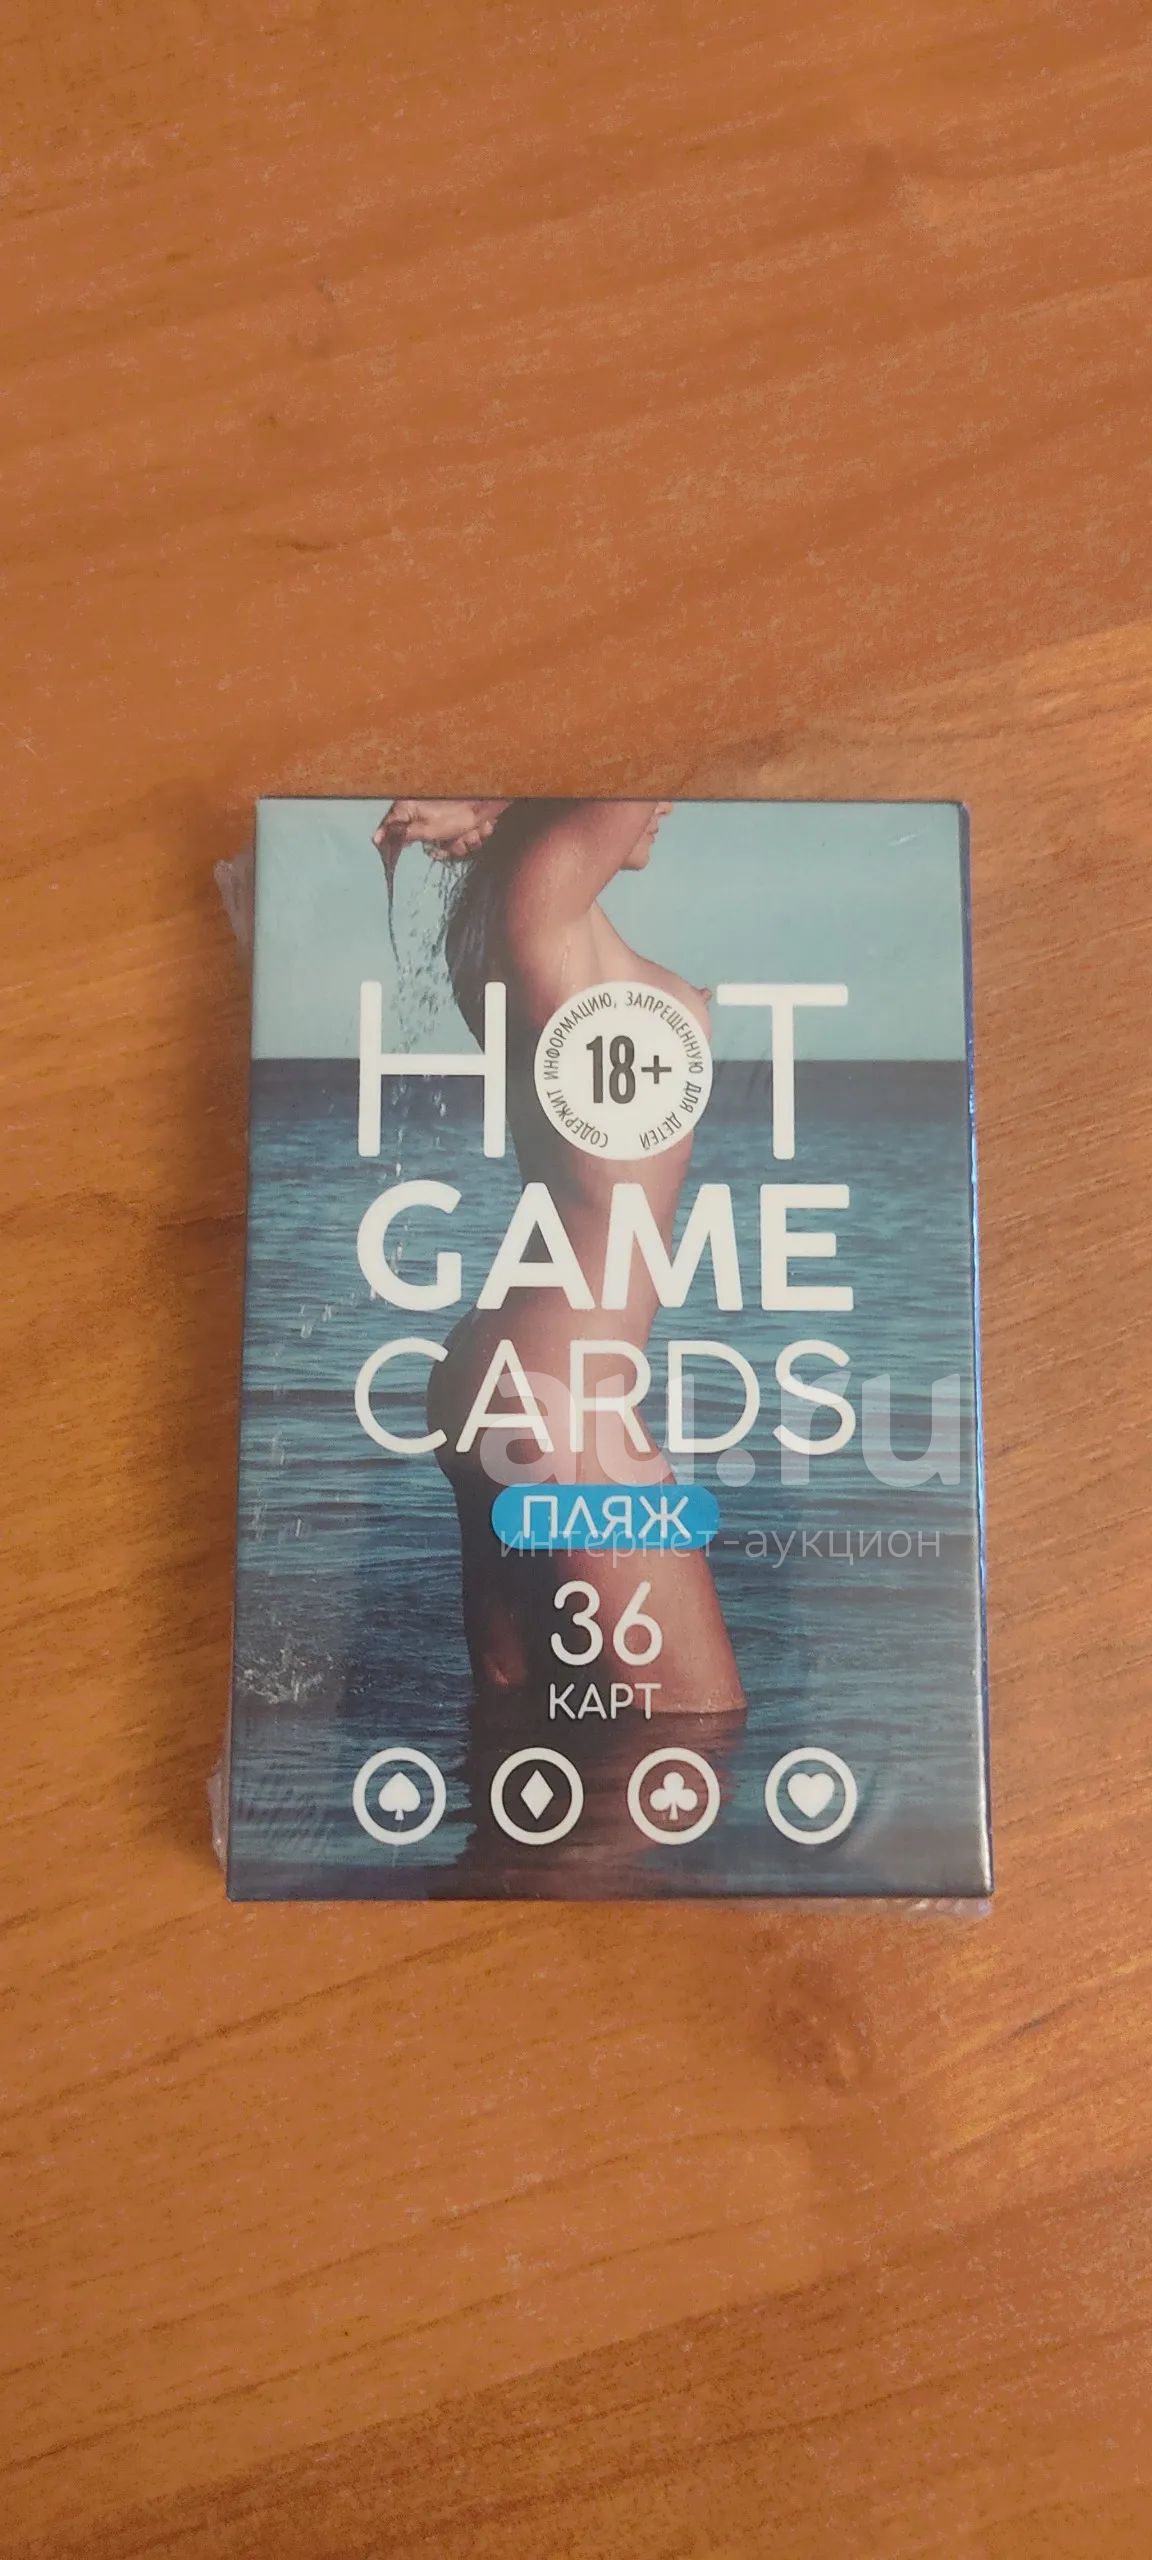 HOT
СОДЕРЖИТ ИНФОРМАЦИЮ, ЗАПРЕЩЕННУЮ ДЛЯ ДЕТЕЙ
18+
GAME
CARDS
au.ru
ПЛЯЖ
интернет-аукцион
36
КАРТ